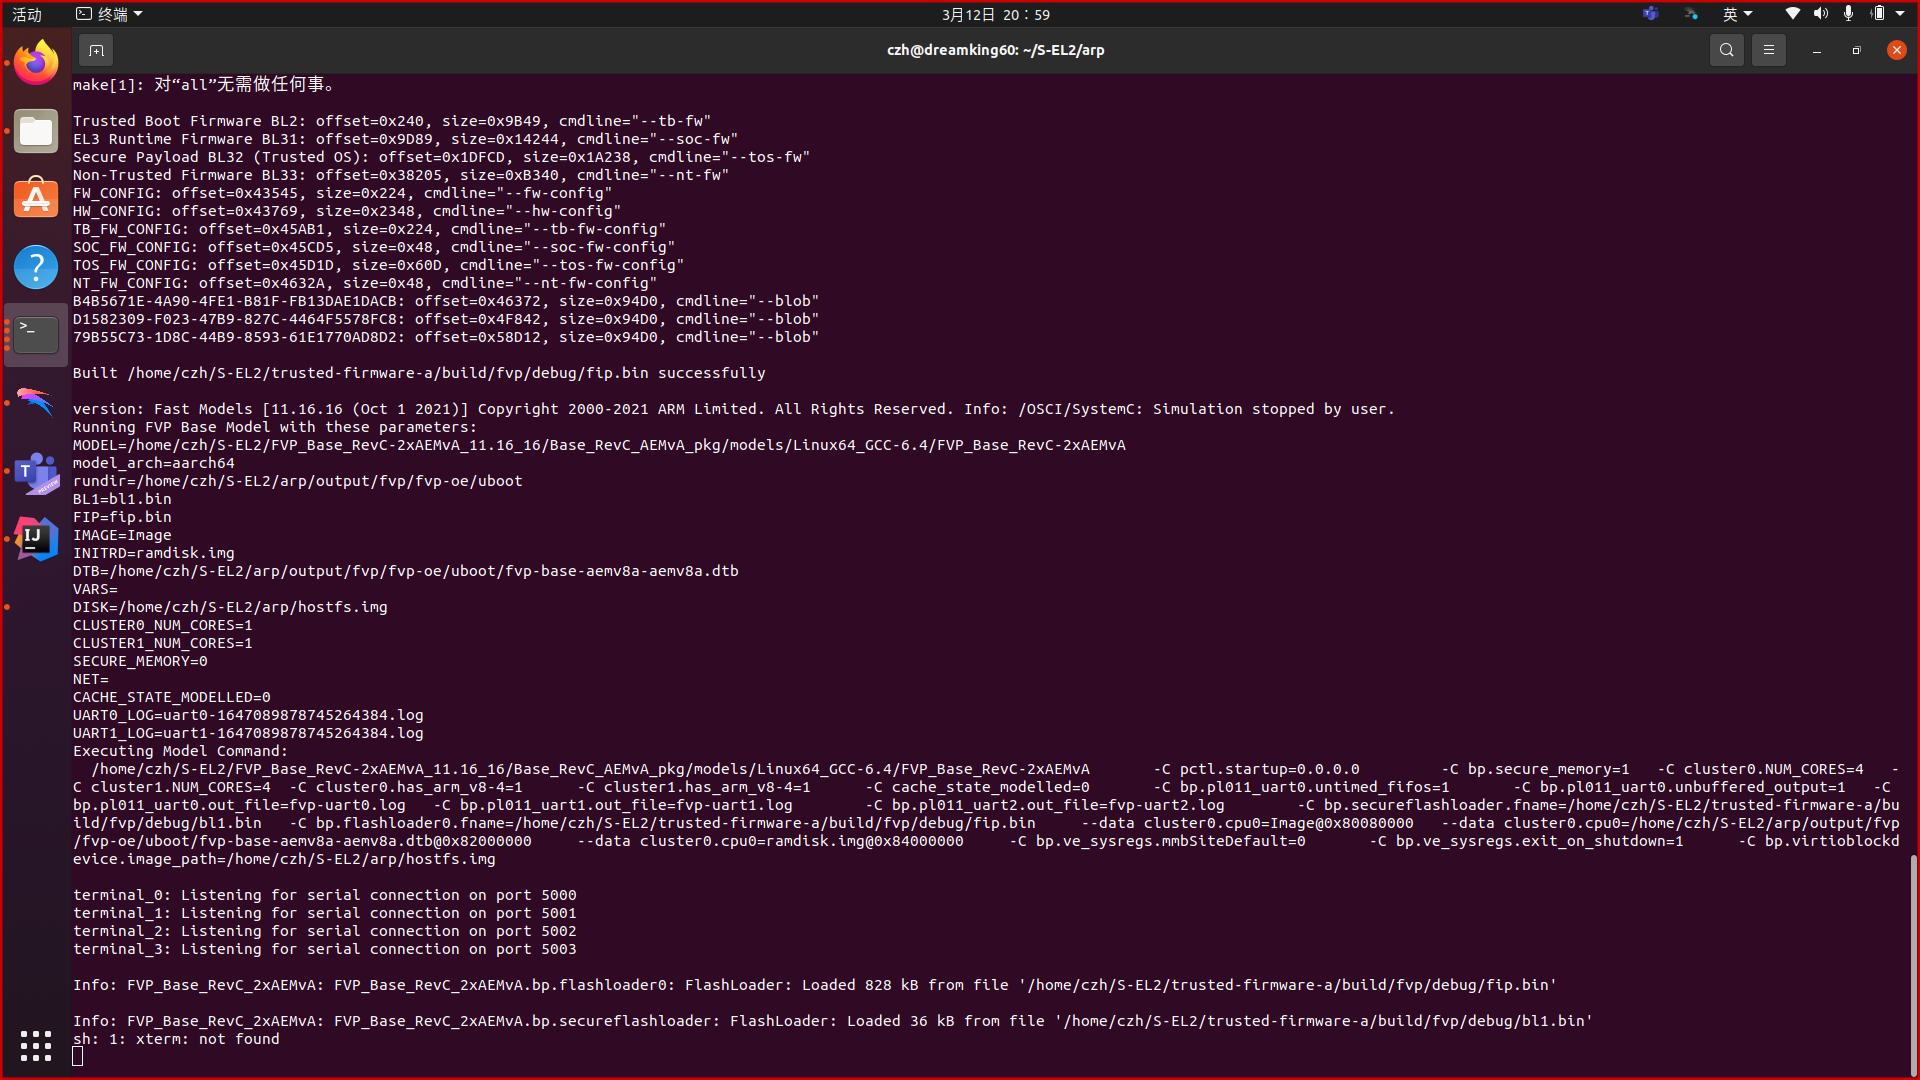 活动
终端
3月12日 20：59
英
czh@dreamking60: ~/S-EL2/arp
make[1]: 对“all”无需做任何事。
Trusted Boot Firmware BL2: offset=0x240, size=0x9B49, cmdline="--tb-fw"
EL3 Runtime Firmware BL31: offset=0x9D89, size=0x14244, cmdline="--soc-fw"
Secure Payload BL32 (Trusted OS): offset=0x1DFCD, size=0x1A238, cmdline="--tos-fw"
Non-Trusted Firmware BL33: offset=0x38205, size=0xB340, cmdline="--nt-fw"
FW_CONFIG: offset=0x43545, size=0x224, cmdline="--fw-config"
HW_CONFIG: offset=0x43769, size=0x2348, cmdline="--hw-config"
TB_FW_CONFIG: offset=0x45AB1, size=0x224, cmdline="--tb-fw-config"
SOC_FW_CONFIG: offset=0x45CD5, size=0x48, cmdline="--soc-fw-config"
TOS_FW_CONFIG: offset=0x45D1D, size=0x60D, cmdline="--tos-fw-config"
NT_FW_CONFIG: offset=0x4632A, size=0x48, cmdline="--nt-fw-config"
B4B5671E-4A90-4FE1-B81F-FB13DAE1DACB: offset=0x46372, size=0x94D0, cmdline="--blob"
D1582309-F023-47B9-827C-4464F5578FC8: offset=0x4F842, size=0x94D0, cmdline="--blob"
79B55C73-1D8C-44B9-8593-61E1770AD8D2: offset=0x58D12, size=0x94D0, cmdline="--blob"
Built /home/czh/S-EL2/trusted-firmware-a/build/fvp/debug/fip.bin successfully
version: Fast Models [11.16.16 (Oct 1 2021)] Copyright 2000-2021 ARM Limited. All Rights Reserved. Info: /OSCI/SystemC: Simulation stopped by user.
Running FVP Base Model with these parameters:
MODEL=/home/czh/S-EL2/FVP_Base_RevC-2xAEMvA_11.16_16/Base_RevC_AEMvA_pkg/models/Linux64_GCC-6.4/FVP_Base_RevC-2xAEMvA
model_arch=aarch64
rundir=/home/czh/S-EL2/arp/output/fvp/fvp-oe/uboot
BL1=bl1.bin
FIP=fip.bin
IMAGE=Image
INITRD=ramdisk.img
DTB=/home/czh/S-EL2/arp/output/fvp/fvp-oe/uboot/fvp-base-aemv8a-aemv8a.dtb
VARS=
DISK=/home/czh/S-EL2/arp/hostfs.img
CLUSTER0_NUM_CORES=1
CLUSTER1_NUM_CORES=1
SECURE_MEMORY=0
NET=
CACHE_STATE_MODELLED=0
UART0_LOG=uart0-1647089878745264384.log
UART1_LOG=uart1-1647089878745264384.log
Executing Model Command:
/home/czh/S-EL2/FVP_Base_RevC-2xAEMvA_11.16_16/Base_RevC_AEMvA_pkg/models/Linux64_GCC-6.4/FVP_Base_RevC-2xAEMvA -C pctl.startup=0.0.0.0 -C bp.secure_memory=1 -C cluster0.NUM_CORES=4 -
C cluster1.NUM_CORES=4 -C cluster0.has_arm_v8-4=1 -C cluster1.has_arm_v8-4=1 -C cache_state_modelled=0 -C bp.pl011_uart0.untimed_fifos=1 -C bp.pl011_uart0.unbuffered_output=1 -C
bp.pl011_uart0.out_file=fvp-uart0.log -C bp.pl011_uart1.out_file=fvp-uart1.log -C bp.pl011_uart2.out_file=fvp-uart2.log -C bp.secureflashloader.fname=/home/czh/S-EL2/trusted-firmware-a/bu
ild/fvp/debug/bl1.bin -C bp.flashloader0.fname=/home/czh/S-EL2/trusted-firmware-a/build/fvp/debug/fip.bin --data cluster0.cpu0=Image@0x80080000 --data cluster0.cpu0=/home/czh/S-EL2/arp/output/fvp
/fvp-oe/uboot/fvp-base-aemv8a-aemv8a.dtb@0x82000000 --data cluster0.cpu0=ramdisk.img@0x84000000 -C bp.ve_sysregs.mmbSiteDefault=0 -C bp.ve_sysregs.exit_on_shutdown=1 -C bp.virtioblockd
evice.image_path=/home/czh/S-EL2/arp/hostfs.img
terminal_0: Listening for serial connection on port 5000
terminal_1: Listening for serial connection on port 5001
terminal_2: Listening for serial connection on port 5002
terminal_3: Listening for serial connection on port 5003
Info: FVP_Base_RevC_2xAEMvA: FVP_Base_RevC_2xAEMvA.bp.flashloader0: FlashLoader: Loaded 828 kB from file '/home/czh/S-EL2/trusted-firmware-a/build/fvp/debug/fip.bin'
Info: FVP_Base_RevC_2xAEMvA: FVP_Base_RevC_2xAEMvA.bp.secureflashloader: FlashLoader: Loaded 36 kB from file '/home/czh/S-EL2/trusted-firmware-a/build/fvp/debug/bl1.bin'
sh: 1: xterm: not found